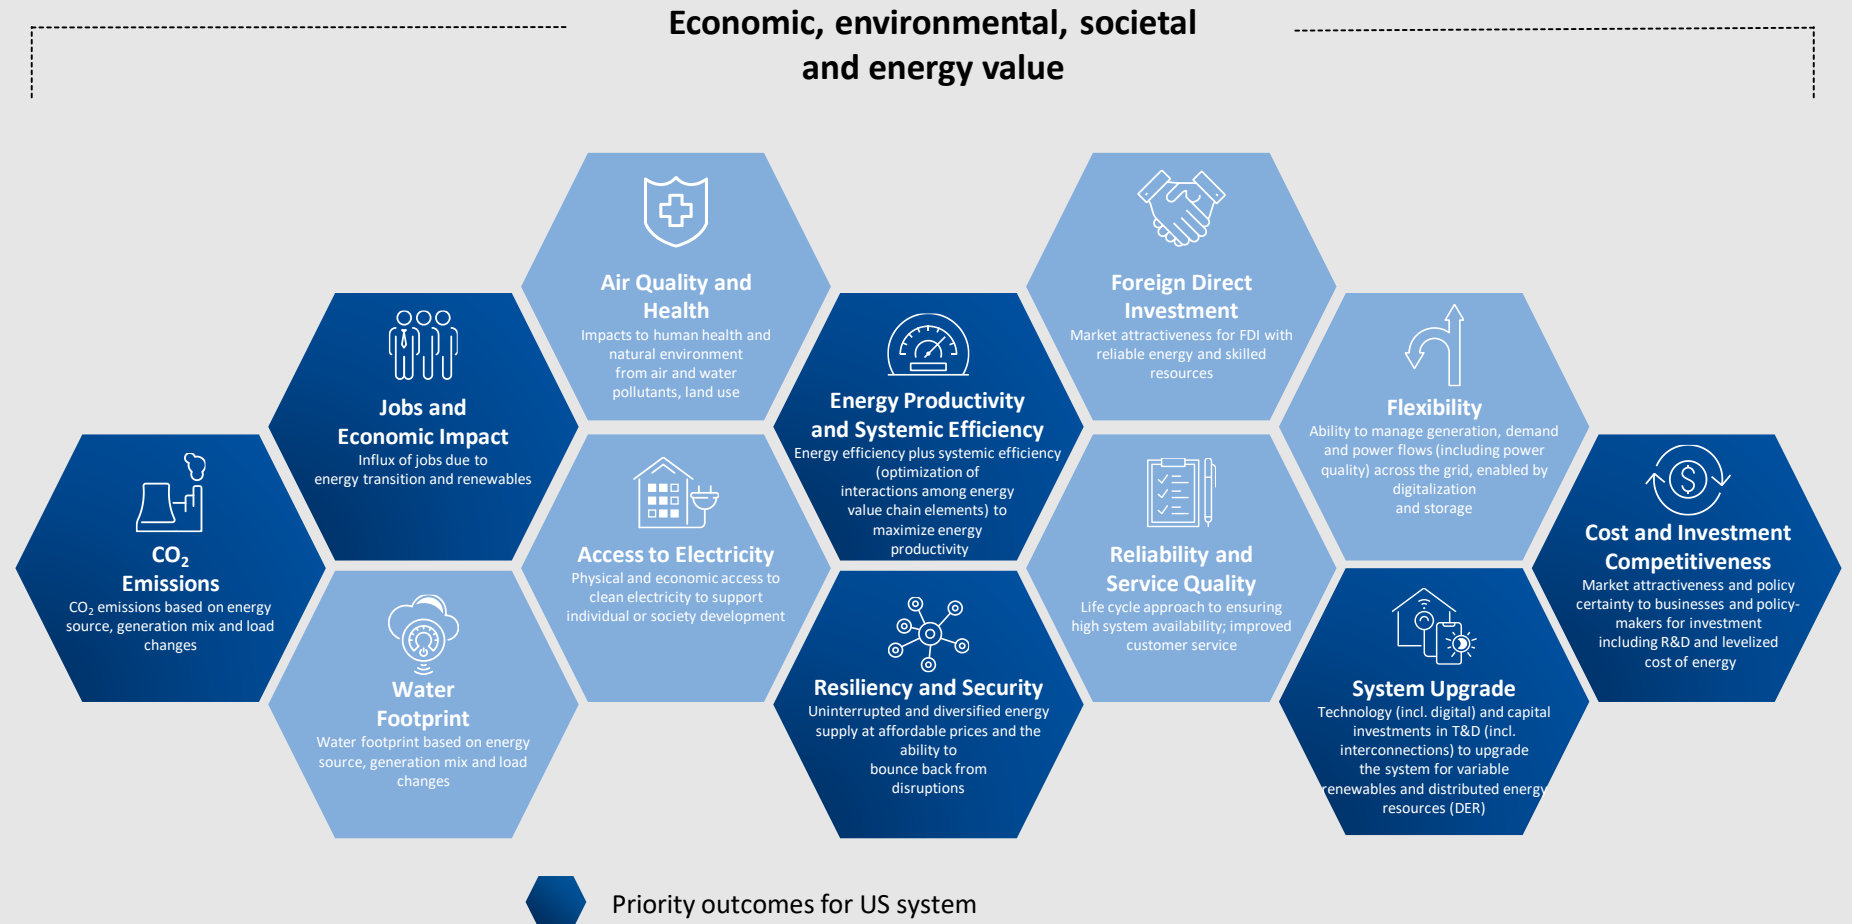 Economic, environmental, societal
and energy value
Air Quality and
Health
Impacts to human health and
natural environment
from air and water
pollutants, land use
Foreign Direct
Investment
Market attractiveness for FDI with
reliable energy and skilled
resources
Jobs and
Economic Impact
Influx of jobs due to
energy transition and renewables
Energy Productivity
and Systemic Efficiency
Energy efficiency plus systemic efficiency
(optimization of
interactions among energy
value chain elements) to
maximize energy
productivity
Flexibility
Ability to manage generation, demand
and power flows (including power
quality) across the grid, enabled by
digitalization
and storage
CO₂
Emissions
CO₂ emissions based on energy
source, generation mix and load
changes
Access to Electricity
Physical and economic access to
clean electricity to support
individual or society development
Reliability and
Service Quality
Life cycle approach to ensuring
high system availability; improved
customer service
Cost and Investment
Competitiveness
Market attractiveness and policy
certainty to businesses and policy-
makers for investment
including R&D and levelized
cost of energy
Water
Footprint
Water footprint based on energy
source, generation mix and load
changes
Resiliency and Security
Uninterrupted and diversified energy
supply at affordable prices and the
ability to
bounce back from
disruptions
System Upgrade
Technology (incl. digital) and capital
investments in T&D (incl.
interconnections) to upgrade
the system for variable
renewables and distributed energy
resources (DER)
Priority outcomes for US system